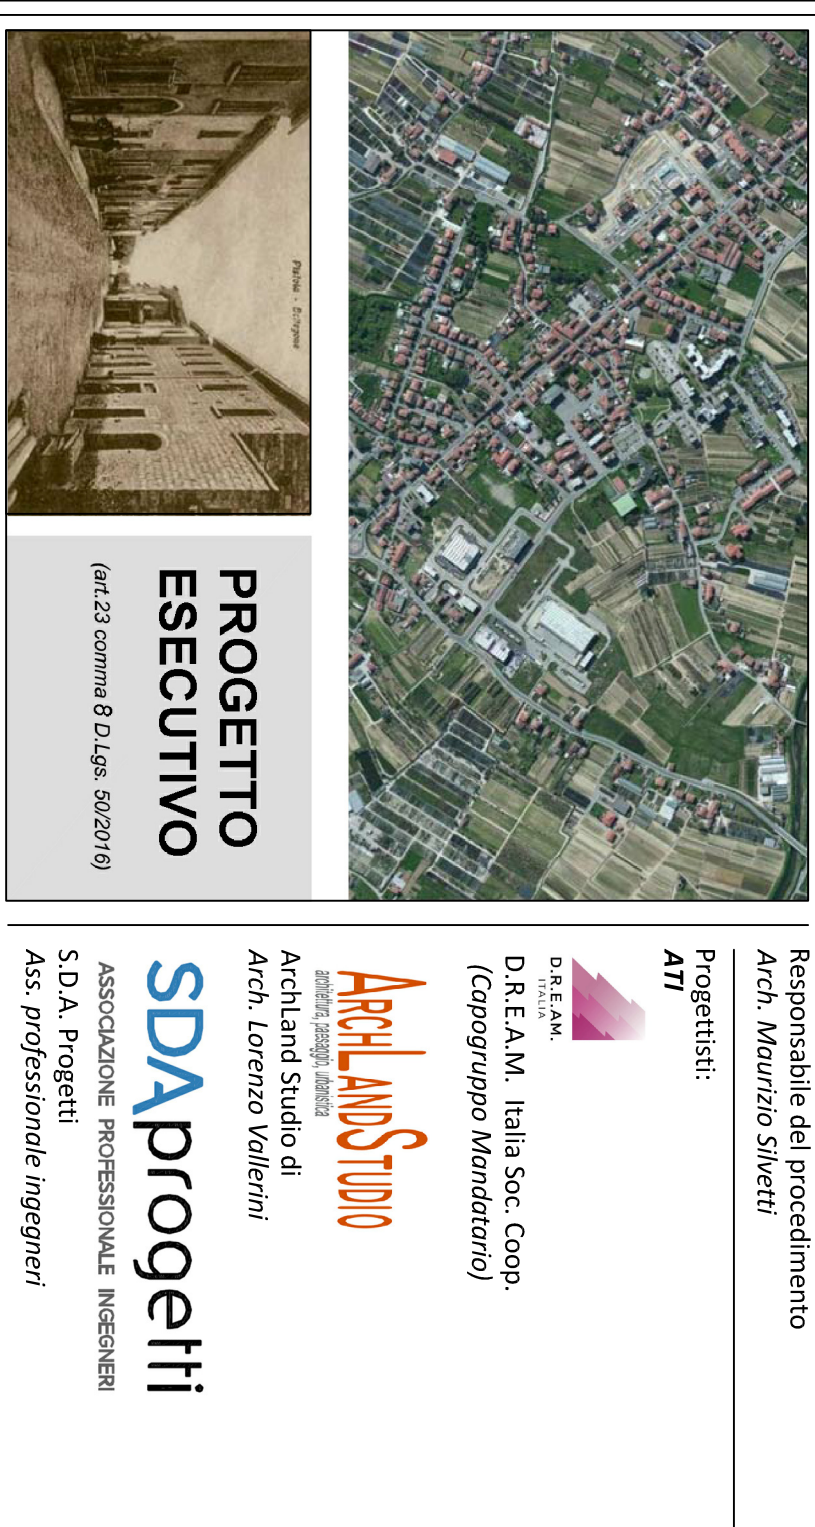 Pistoia - Bottegone
PROGETTO
ESECUTIVO
(art.23 comma 8 D.Lgs. 50/2016)
Responsabile del procedimento
Arch. Maurizio Silvetti
Progettisti:
ATI
D.R.E.AM.
ITALIA
D.R.E.A.M. Italia Soc. Coop.
(Capogruppo Mandatario)
ARCHLANDSTUDIO
architettura, paesaggio, urbanistica
ArchLand Studio di
Arch. Lorenzo Vallerini
SDAprogetti
ASSOCIAZIONE PROFESSIONALE INGEGNERI
S.D.A. Progetti
Ass. professionale ingegneri